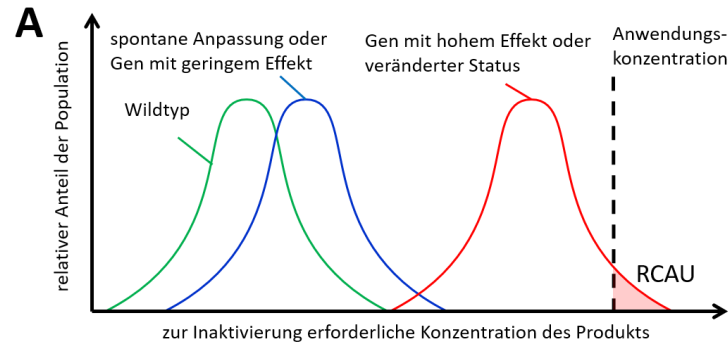 A
spontane Anpassung oder
Gen mit geringem Effekt
Gen mit hohem Effekt oder
veränderter Status
Anwendungs-
konzentration
Wildtyp
relativer Anteil der Population
RCAU
zur Inaktivierung erforderliche Konzentration des Produkts